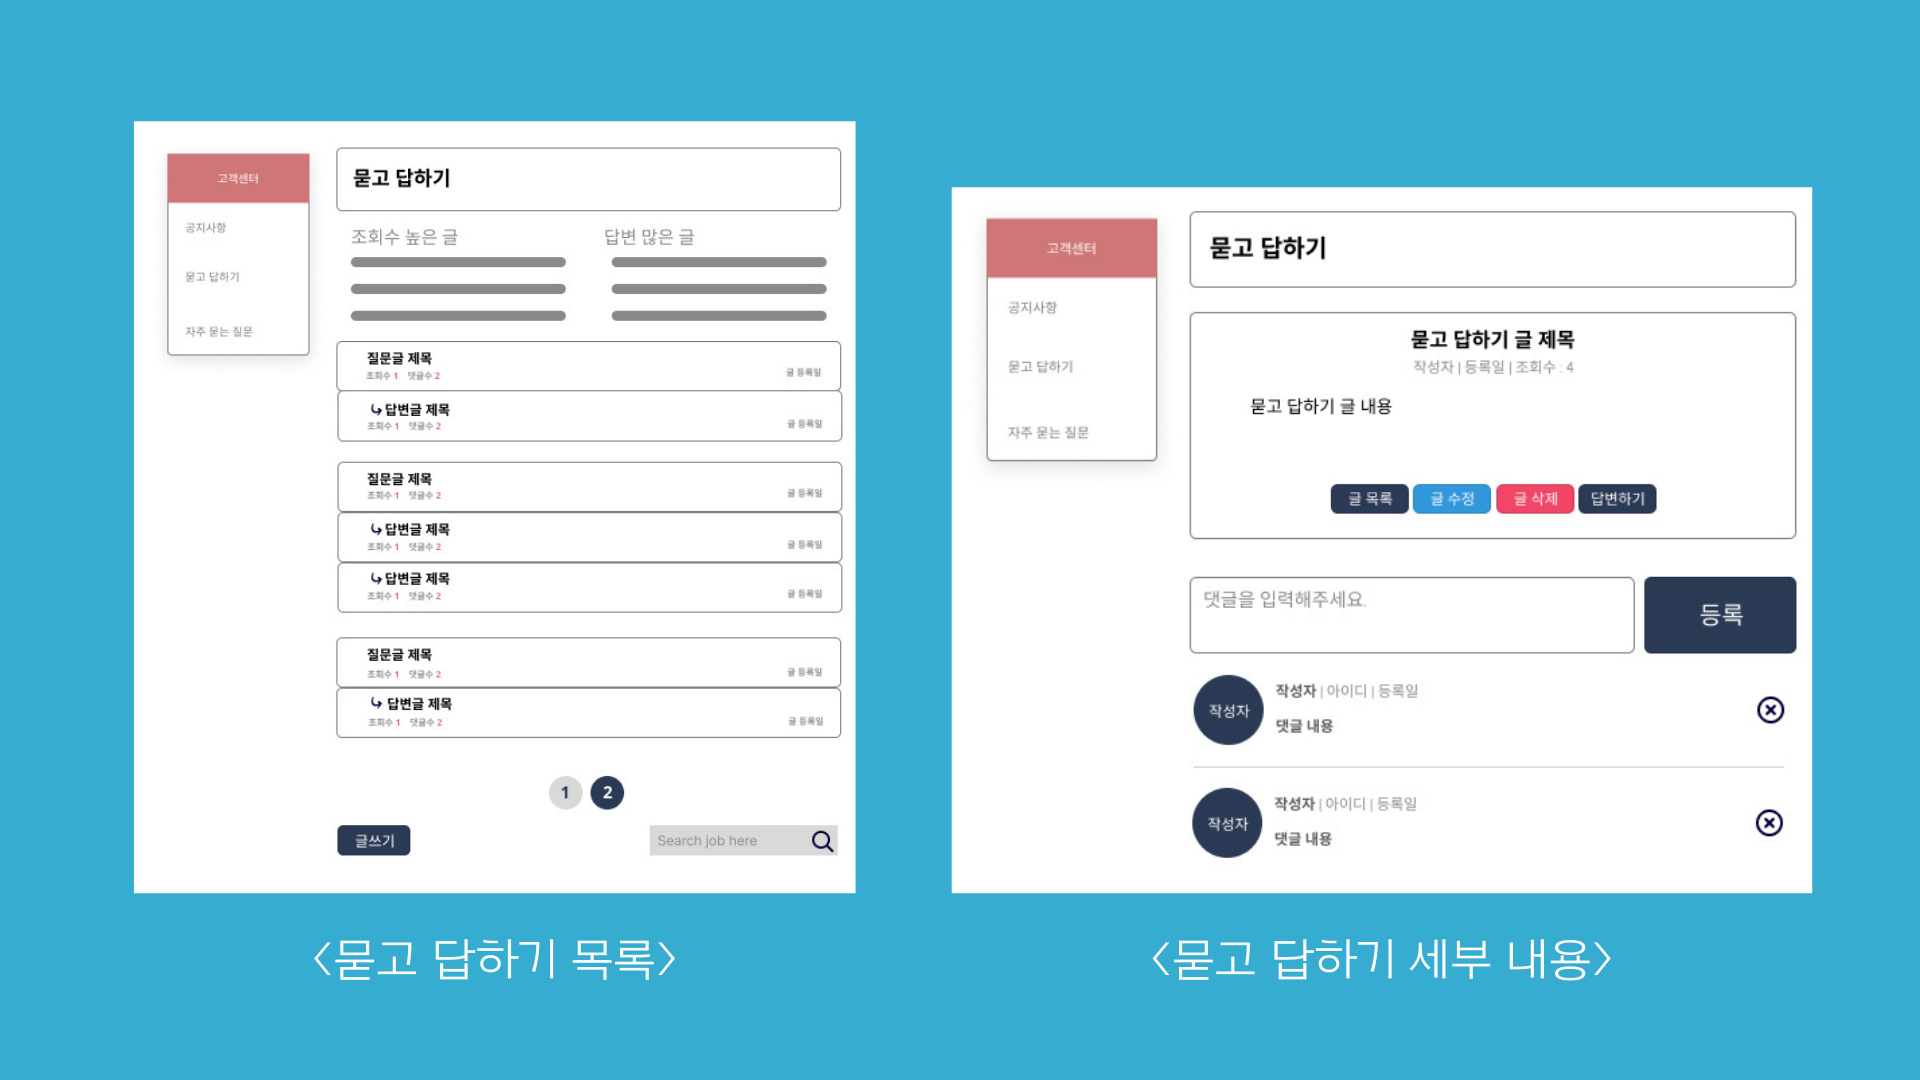 고객센터
공지사항
묻고 답하기
자주 묻는 질문
묻고 답하기
조회수 높은 글
답변 많은 글
질문글 제목
조회수 1 댓글수 2
글 등록일
답변글 제목
조회수 1 댓글수 2
글 등록일
질문글 제목
조회수 1 댓글수 2
글 등록일
답변글 제목
조회수 1 댓글수 2
글 등록일
답변글 제목
조회수 1 댓글수 2
글 등록일
질문글 제목
조회수 1 댓글수 2
글 등록일
답변글 제목
조회수 1 댓글수 2
글 등록일
1 2
글쓰기
Search job here
<묻고 답하기 목록>
고객센터
공지사항
묻고 답하기
자주 묻는 질문
묻고 답하기
묻고 답하기 글 제목
작성자 | 등록일 | 조회수 : 4
묻고 답하기 글 내용
글 목록 글 수정 글 삭제 답변하기
댓글을 입력해주세요.
등록
작성자
작성자 | 아이디 | 등록일
댓글 내용
작성자
작성자 | 아이디 | 등록일
댓글 내용
<묻고 답하기 세부 내용>